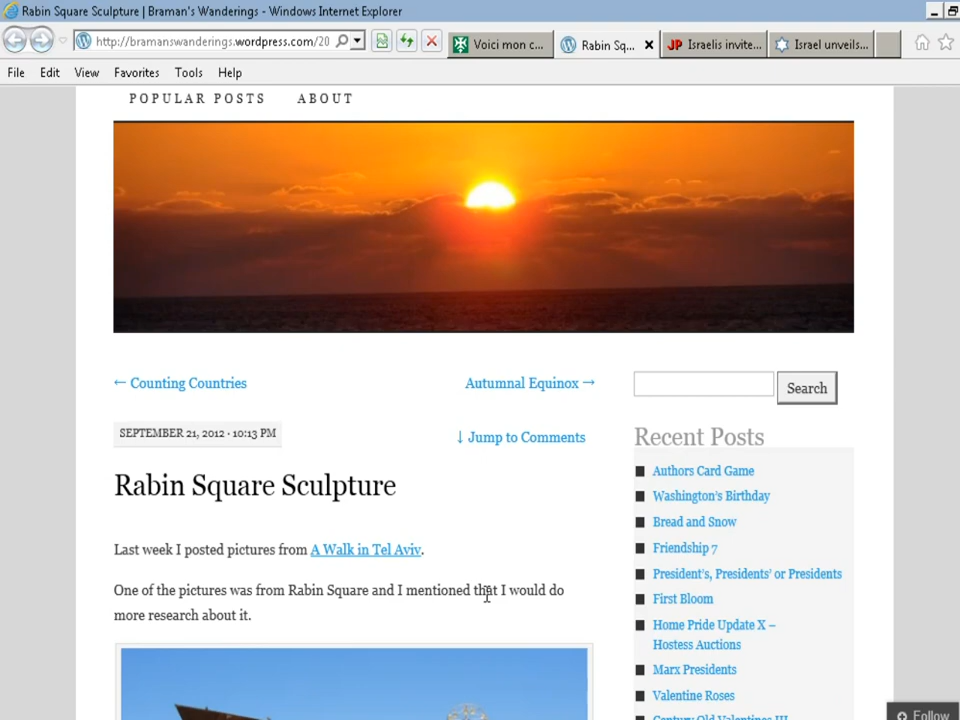 Rabin Square Sculpture | Braman's Wanderings - Windows Internet Explorer
http://bramanswanderings.wordpress.com/20
Voici mon c...
Rabin Sq...
Israelis invite...
Israel unveils...
File Edit View Favorites Tools Help
POPULAR POSTS ABOUT
← Counting Countries
Autumnal Equinox →
Search
SEPTEMBER 21, 2012 · 10:13 PM
↓ Jump to Comments
Recent Posts
Rabin Square Sculpture
Authors Card Game
Washington's Birthday
Bread and Snow
Friendship 7
President's, Presidents' or Presidents
First Bloom
Home Pride Update X –
Hostess Auctions
Marx Presidents
Valentine Roses
Century Old Valentines III
Last week I posted pictures from A Walk in Tel Aviv.
One of the pictures was from Rabin Square and I mentioned that I would do
more research about it.
Follow